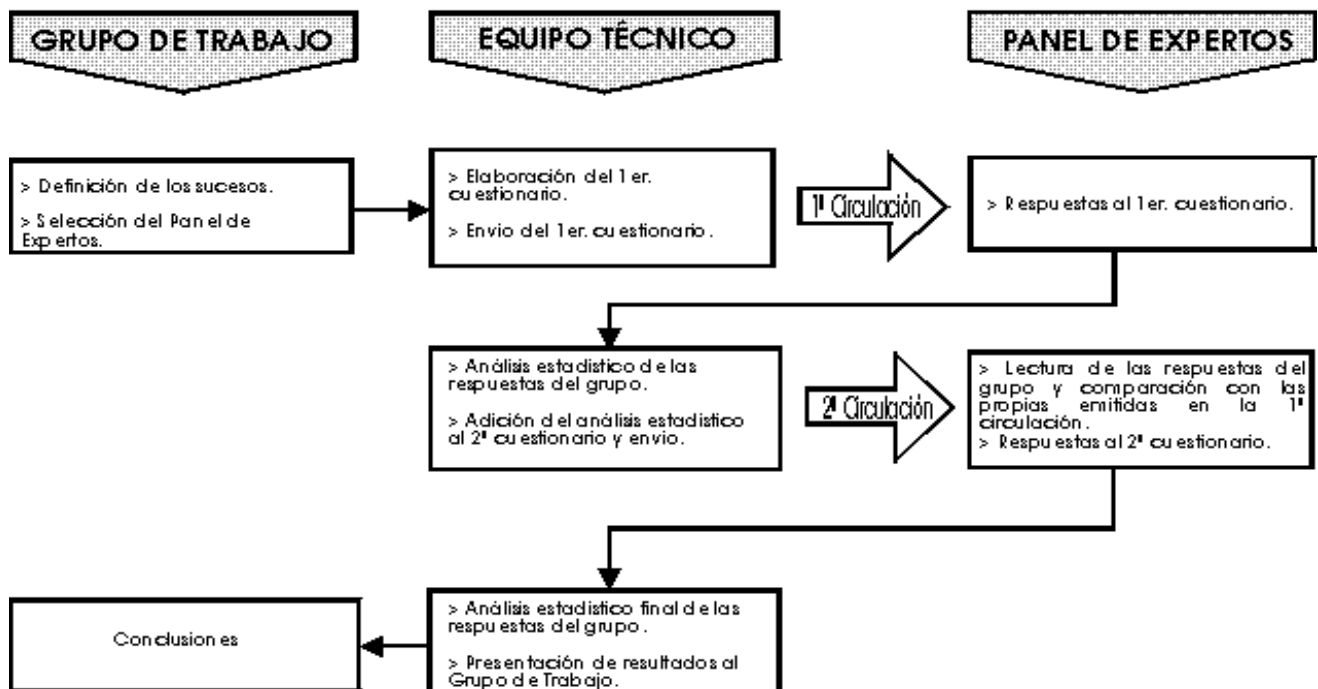 GRUPO DE TRABAJO
EQUIPO TÉCNICO
PANEL DE EXPERTOS
> Definición de los sucesos.
> Selección del Panel de
Expertos.
> Elaboración del 1er.
cuestionario.
> Envio del 1er. cuestionario.
1ª Circulación
> Respuestas al 1er. cuestionario.
> Análisis estadístico de las
respuestas del grupo.
> Adición del análisis estadístico
al 2º cuestionario y envio.
2ª Circulación
> Lectura de las respuestas del
grupo y comparación con las
propias emitidas en la 1ª
circulación.
> Respuestas al 2º cuestionario.
Conclusiones
> Análisis estadístico final de las
respuestas del grupo.
> Presentación de resultados al
Grupo de Trabajo.